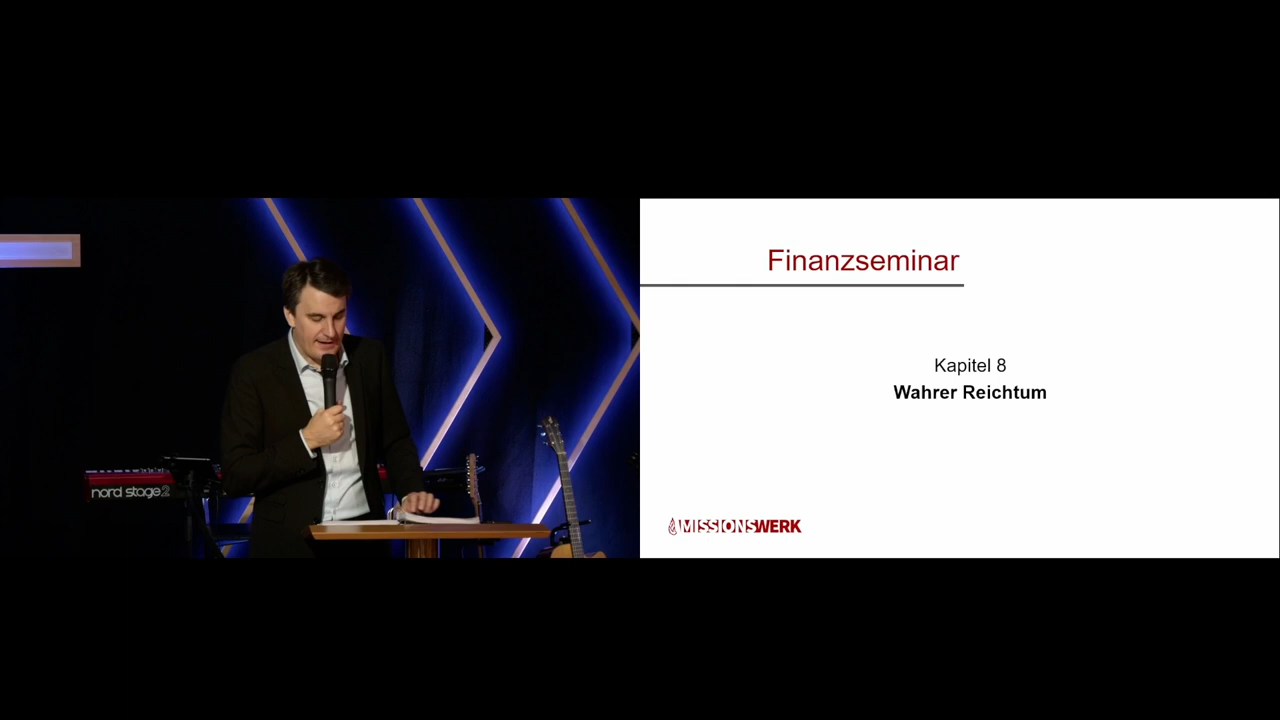 nord stage2
Finanzseminar
Kapitel 8
Wahrer Reichtum
MISSIONSWERK